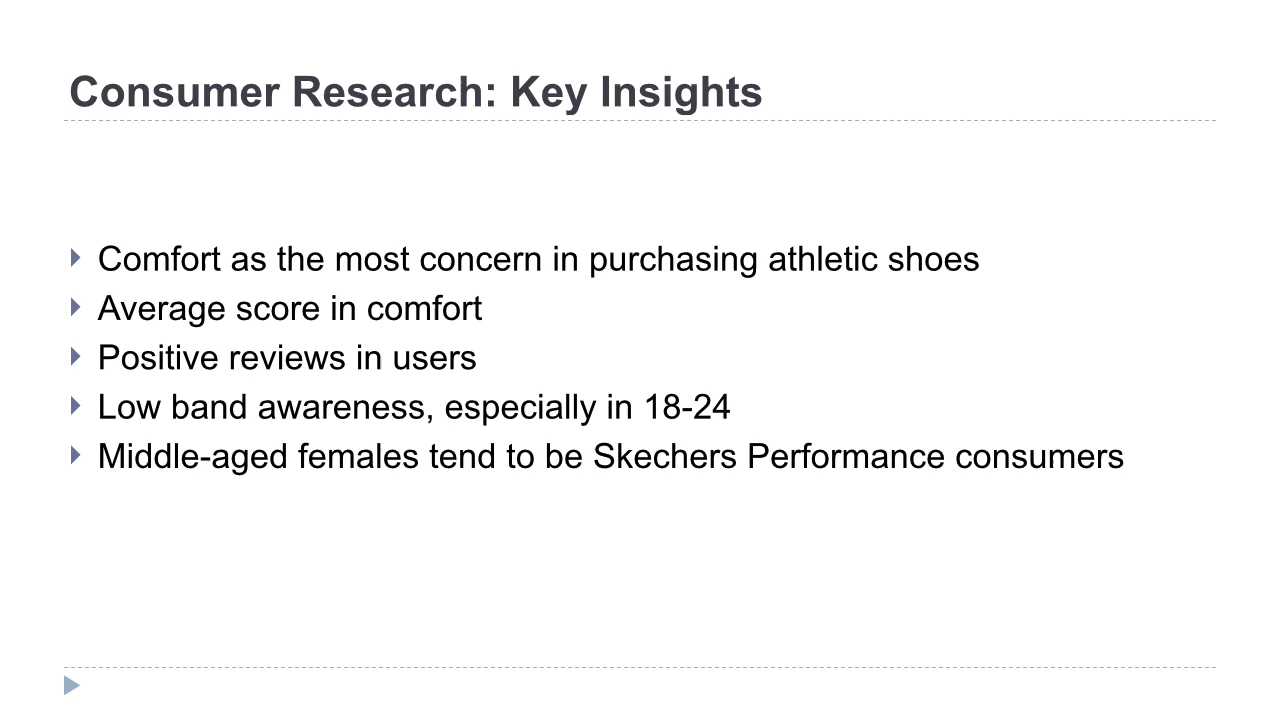 Consumer Research: Key Insights
Comfort as the most concern in purchasing athletic shoes
Average score in comfort
Positive reviews in users
Low band awareness, especially in 18-24
Middle-aged females tend to be Skechers Performance consumers